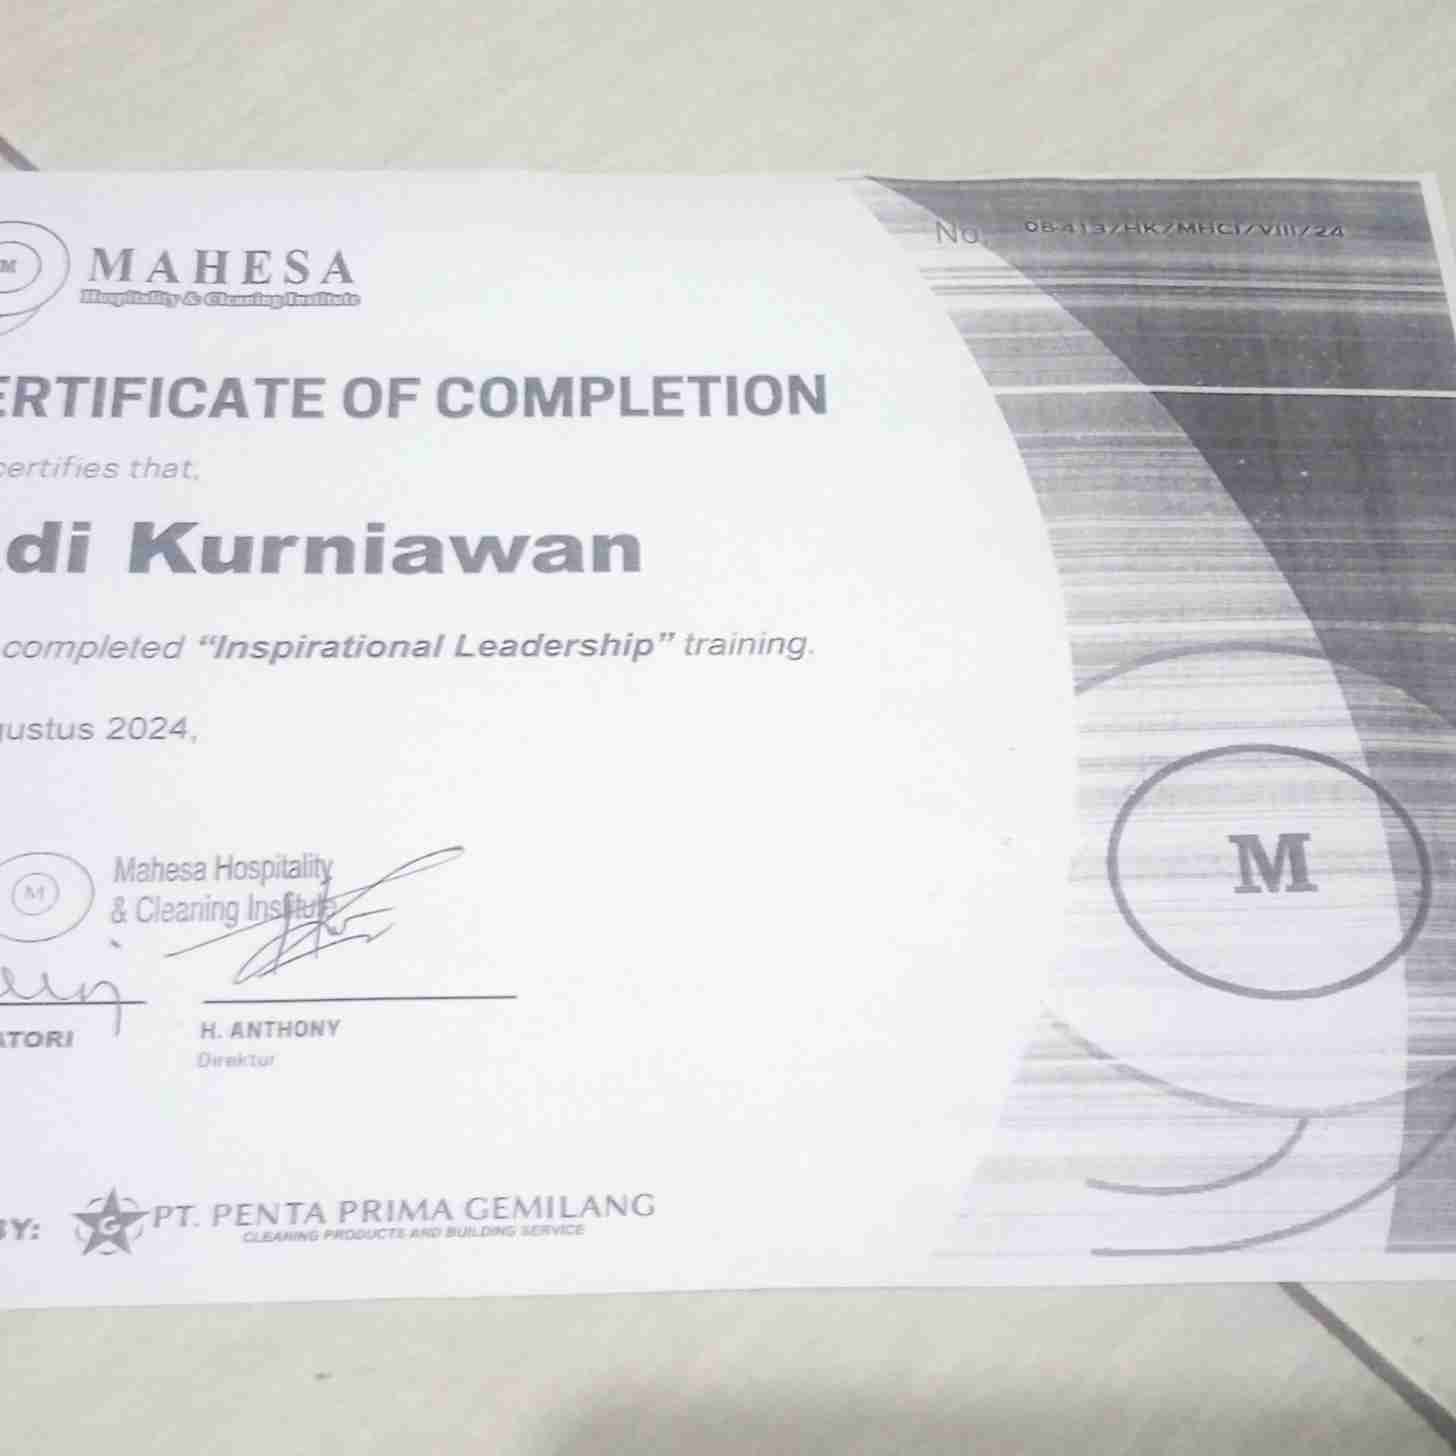 No. 08413/HK/MHCI/VIII/24
M
MAHESA
Hospitality & Cleaning Institute
ERTIFICATE OF COMPLETION
certifies that,
di Kurniawan
completed “Inspirational Leadership” training.
gustus 2024,
M
M
Mahesa Hospitality
& Cleaning Institute
ATORI
H. ANTHONY
Direktur
BY:
G
PT. PENTA PRIMA GEMILANG
CLEANING PRODUCTS AND BUILDING SERVICE